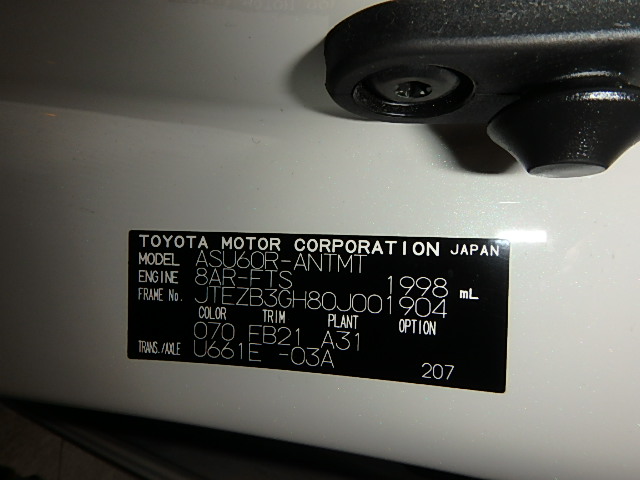 TOYOTA MOTOR CORPORATION JAPAN
MODEL ASU60R-ANTMT
ENGINE 8AR-FTS 1998 mL
FRAME No. JTEZB3GH80J001904
COLOR TRIM PLANT OPTION
070 FB21 A31
TRANS./AXLE U661E -03A
207